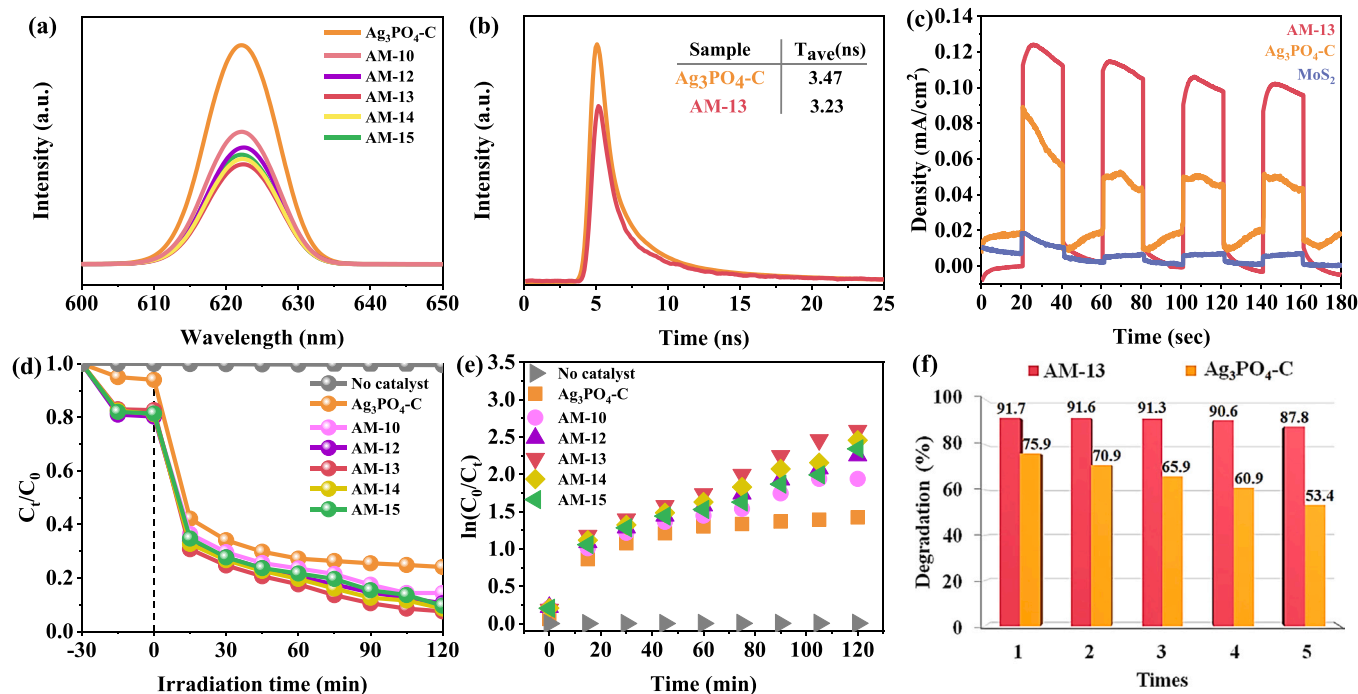 (a)
Ag₃PO₄-C
AM-10
AM-12
AM-13
AM-14
AM-15
Intensity (a.u.)
600 610 620 630 640 650
Wavelength (nm)
(b)
Sample Tave(ns)
Ag₃PO₄-C 3.47
AM-13 3.23
Intensity (a.u.)
0 5 10 15 20 25
Time (ns)
(c)
AM-13
Ag₃PO₄-C
MoS₂
Density (mA/cm²)
0.14
0.12
0.10
0.08
0.06
0.04
0.02
0.00
0 20 40 60 80 100 120 140 160 180
Time (sec)
(d)
No catalyst
Ag₃PO₄-C
AM-10
AM-12
AM-13
AM-14
AM-15
Ct/C0
1.0
0.8
0.6
0.4
0.2
0.0
-30 0 30 60 90 120
Irradiation time (min)
(e)
No catalyst
Ag₃PO₄-C
AM-10
AM-12
AM-13
AM-14
AM-15
ln(C0/Ct)
3.5
3.0
2.5
2.0
1.5
1.0
0.5
0.0
0 20 40 60 80 100 120
Time (min)
(f)
AM-13 Ag₃PO₄-C
Degradation (%)
100
80
60
40
20
0
91.7 75.9
91.6 70.9
91.3 65.9
90.6 60.9
87.8 53.4
1 2 3 4 5
Times